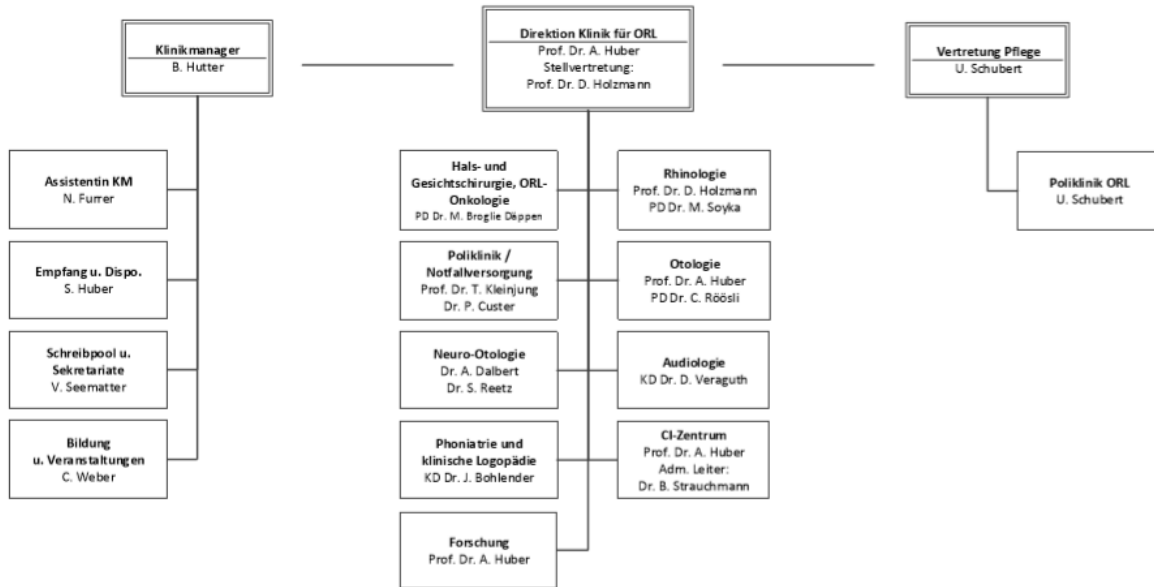 Klinikmanager
B. Hutter
Direktion Klinik für ORL
Prof. Dr. A. Huber
Stellvertretung:
Prof. Dr. D. Holzmann
Vertretung Pflege
U. Schubert
Assistentin KM
N. Furrer
Empfang u. Dispo.
S. Huber
Schreibpool u.
Sekretariate
V. Seematter
Bildung
u. Veranstaltungen
C. Weber
Hals- und
Gesichtschirurgie, ORL-
Onkologie
PD Dr. M. Broglie Däppen
Rhinologie
Prof. Dr. D. Holzmann
PD Dr. M. Soyka
Poliklinik /
Notfallversorgung
Prof. Dr. T. Kleinjung
Dr. P. Custer
Otologie
Prof. Dr. A. Huber
PD Dr. C. Röösli
Neuro-Otologie
Dr. A. Dalbert
Dr. S. Reetz
Audiologie
KD Dr. D. Veraguth
Phoniatrie und
klinische Logopädie
KD Dr. J. Bohlender
CI-Zentrum
Prof. Dr. A. Huber
Adm. Leiter:
Dr. B. Strauchmann
Forschung
Prof. Dr. A. Huber
Poliklinik ORL
U. Schubert